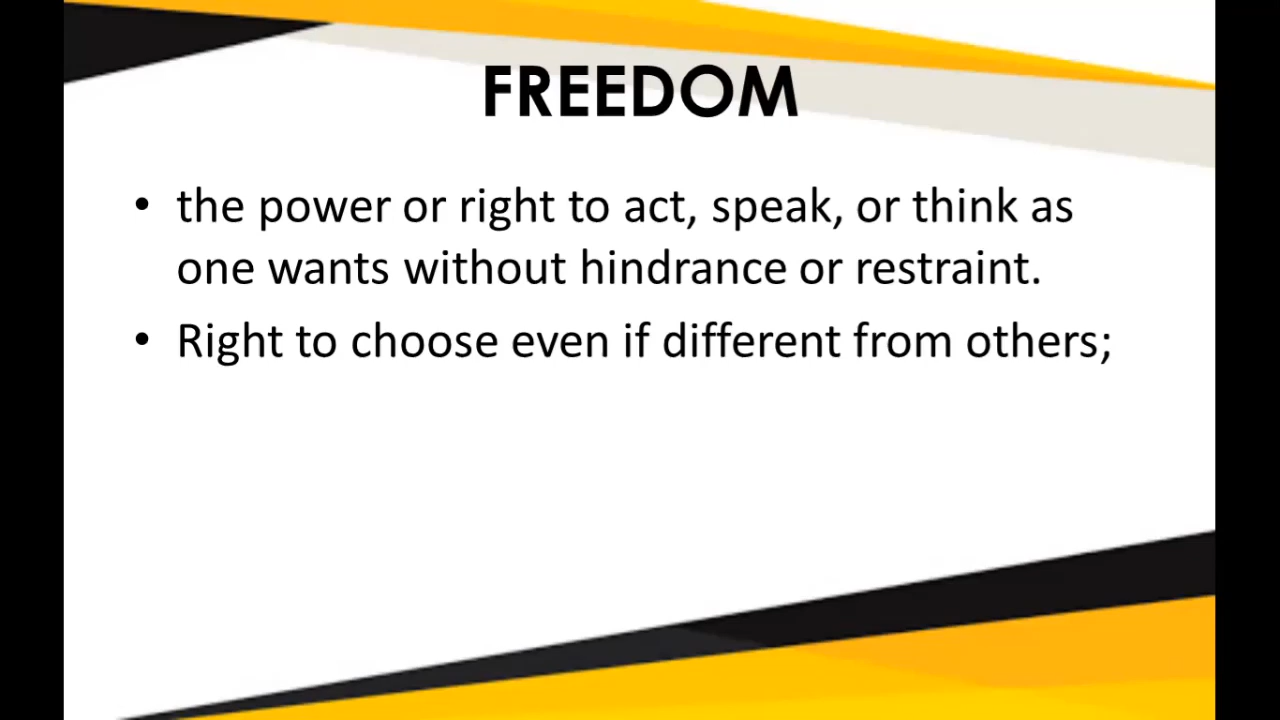 FREEDOM
• the power or right to act, speak, or think as
one wants without hindrance or restraint.
• Right to choose even if different from others;